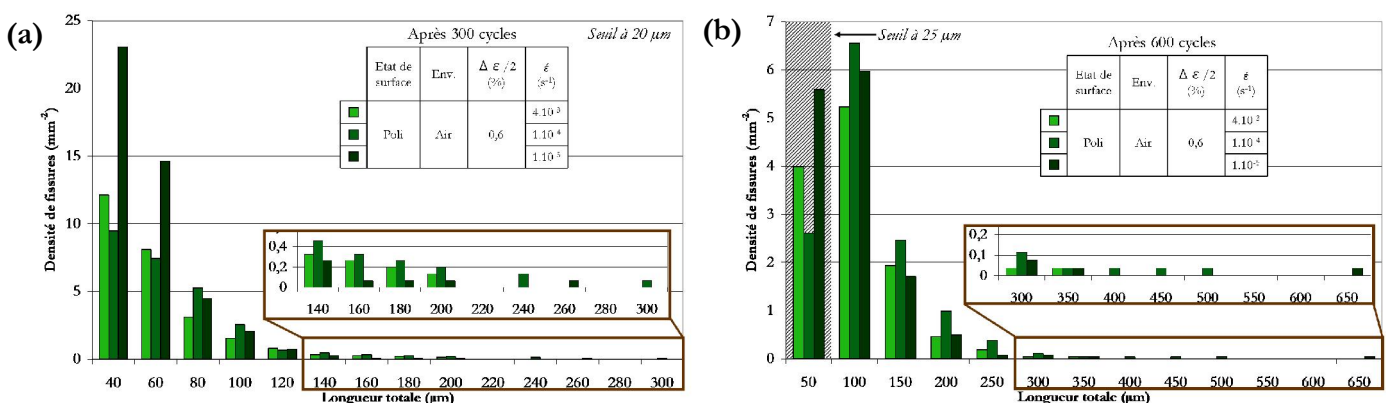 (a)
Après 300 cycles
Seuil à 20 µm
Etat de surface
Env.
Δ ε /2 (%)
ε̇ (s-1)
Poli
Air
0,6
4.10-3
1.10-4
1.10-5
Densité de fissures (mm-2)
25
20
15
10
5
0
0,4
0,2
0
140 160 180 200 220 240 260 280 300
40 60 80 100 120 140 160 180 200 220 240 260 280 300
Longueur totale (µm)
(b)
Seuil à 25 µm
Après 600 cycles
Etat de surface
Env.
Δ ε /2 (%)
ε̇ (s-1)
Poli
Air
0,6
1.10-4
Densité de fissures (mm-2)
7
6
5
4
3
2
1
0
0,2
0,1
0
300 350 400 450 500 550 600 650
50 100 150 200 250 300 350 400 450 500 550 600 650
Longueur totale (µm)